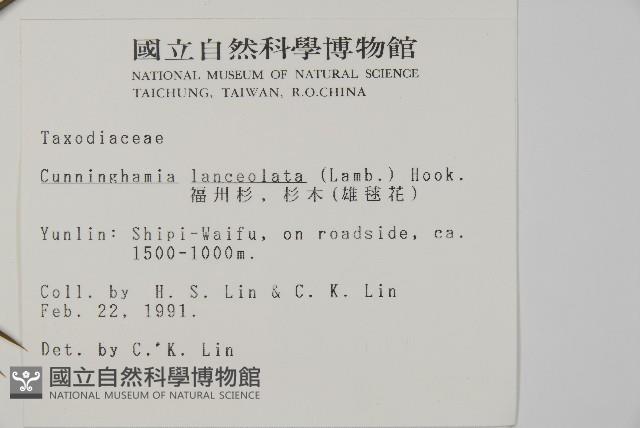 國立自然科學博物館
NATIONAL MUSEUM OF NATURAL SCIENCE
TAICHUNG, TAIWAN, R.O.CHINA
Taxodiaceae
Cunninghamia lanceolata (Lamb.) Hook.
福州杉, 杉木(雄毬花)
Yunlin: Shipi-Waifu, on roadside, ca.
1500-1000m.
Coll. by H. S. Lin & C. K. Lin
Feb. 22, 1991.
Det. by C. K. Lin
國立自然科學博物館
NATIONAL MUSEUM OF NATURAL SCIENCE